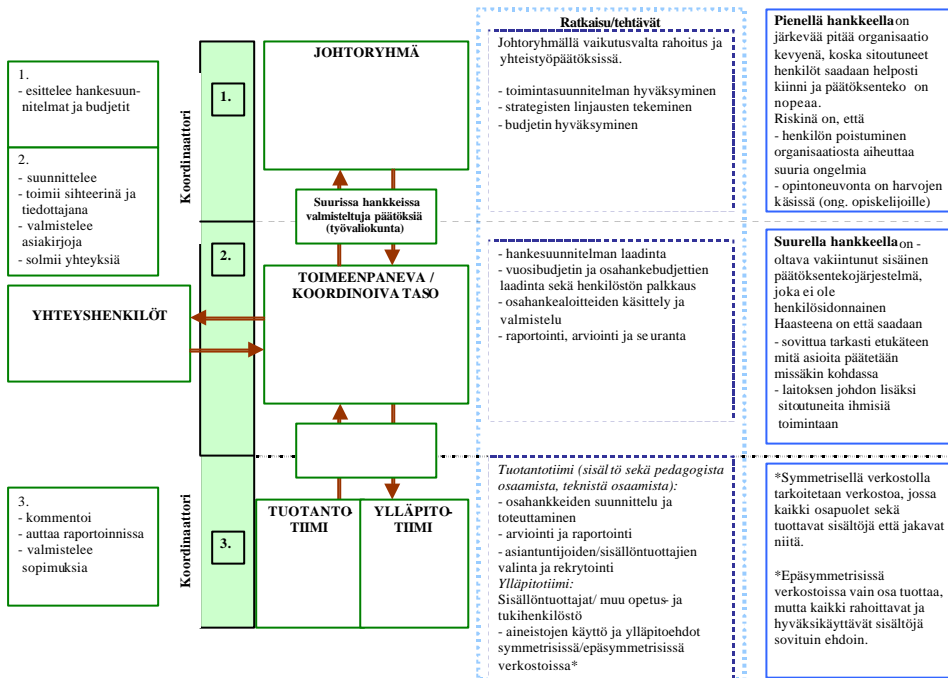 1.
- esittelee hankesuun-
nitelmat ja budjetit
2.
- suunnittelee
- toimii sihteerinä ja
tiedottajana
- valmistelee
asiakirjoja
- solmii yhteyksiä
YHTEYSHENKILÖT
3.
- kommentoi
- auttaa raportoinnissa
- valmistelee
sopimuksia
Koordinaattori
1.
2.
Koordinaattori
3.
JOHTORYHMÄ
Suurissa hankkeissa
valmisteltuja päätöksiä
(työvaliokunta)
TOIMEENPANEVA /
KOORDINOIVA TASO
TUOTANTO-
TIIMI
YLLÄPITO-
TIIMI
Ratkaisu/tehtävät
Johtoryhmällä vaikutusvalta rahoitus ja
yhteistyöpäätöksissä.
- toimintasuunnitelman hyväksyminen
- strategisten linjausten tekeminen
- budjetin hyväksyminen
- hankesuunnitelman laadinta
- vuosibudjetin ja osahankebudjettien
laadinta sekä henkilöstön palkkaus
- osahankealoitteiden käsittely ja
valmistelu
- raportointi, arviointi ja seuranta
Tuotantotiimi (sisältö sekä pedagogista
osaamista, teknistä osaamista):
- osahankkeiden suunnittelu ja
toteuttaminen
- arviointi ja raportointi
- asiantuntijoiden/sisällöntuottajien
valinta ja rekrytointi
Ylläpitotiimi:
Sisällöntuottajat/ muu opetus- ja
tukihenkilöstö
- aineistojen käyttö ja ylläpitoehdot
symmetrisissä/epäsymmetrisissä
verkostoissa*
Pienellä hankkeella on
järkevää pitää organisaatio
kevyenä, koska sitoutuneet
henkilöt saadaan helposti
kiinni ja päätöksenteko on
nopeaa.
Riskinä on, että
- henkilön poistuminen
organisaatiosta aiheuttaa
suuria ongelmia
- opintoneuvonta on harvojen
käsissä (ong. opiskelijoille)
Suurella hankkeella on -
oltava vakiintunut sisäinen
päätöksentekojärjestelmä,
joka ei ole
henkilösidonnainen
Haasteena on että saadaan
- sovittua tarkasti etukäteen
mitä asioita päätetään
missäkin kohdassa
- laitoksen johdon lisäksi
sitoutuneita ihmisiä
toimintaan
*Symmetrisellä verkostolla
tarkoitetaan verkostoa, jossa
kaikki osapuolet sekä
tuottavat sisältöjä että jakavat
niitä.
*Epäsymmetrisissä
verkostoissa vain osa tuottaa,
mutta kaikki rahoittavat ja
hyväksikäyttävät sisältöjä
sovituin ehdoin.